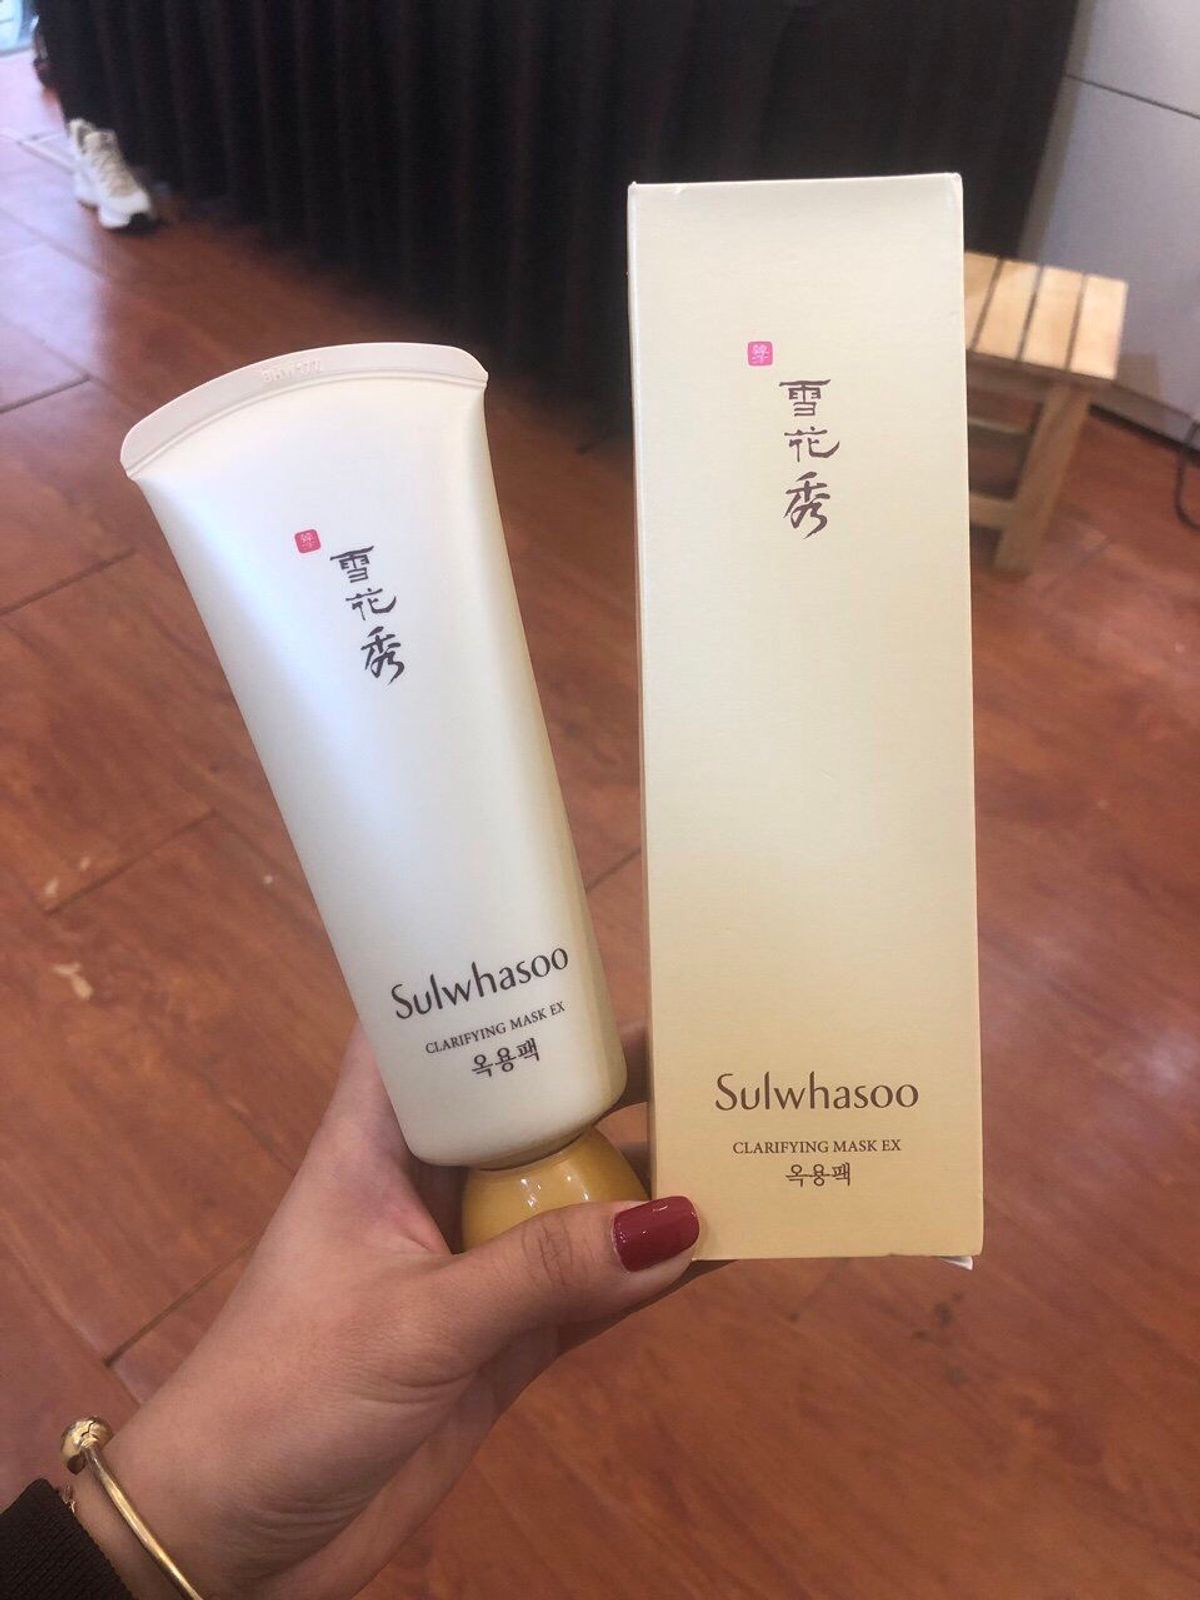 雪
花
秀
Sulwhasoo
CLARIFYING MASK EX
옥용팩
雪
花
秀
Sulwhasoo
CLARIFYING MASK EX
옥용팩